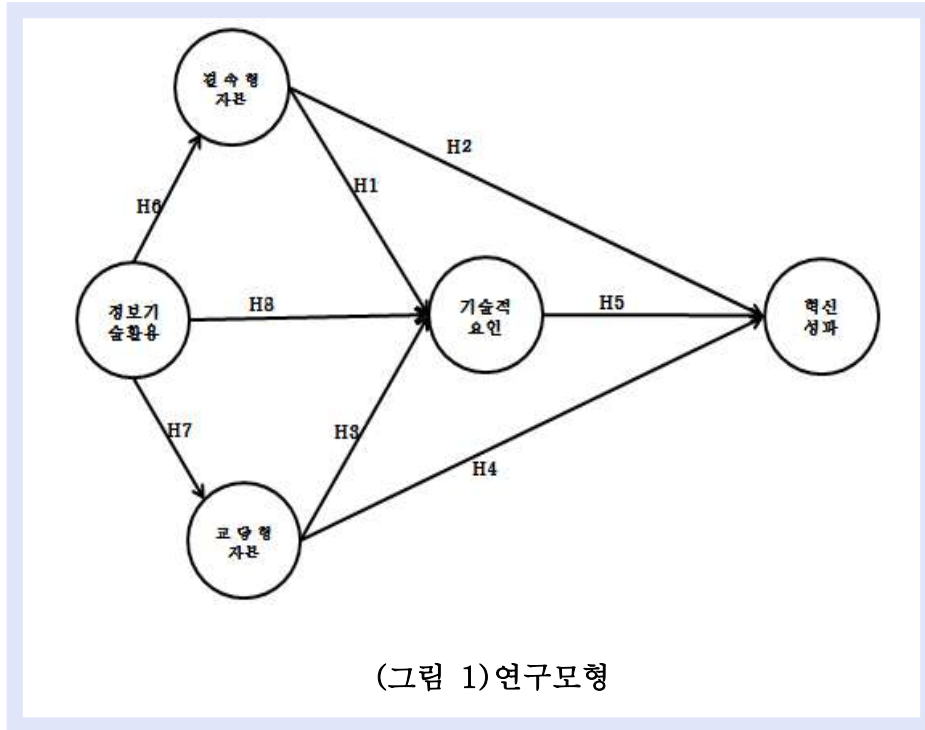 결속형
자본
H2
H1
H6
정보기
술활용
H8
기술적
요인
H5
혁신
성과
H7
H3
H4
교량형
자본
(그림 1)연구모형